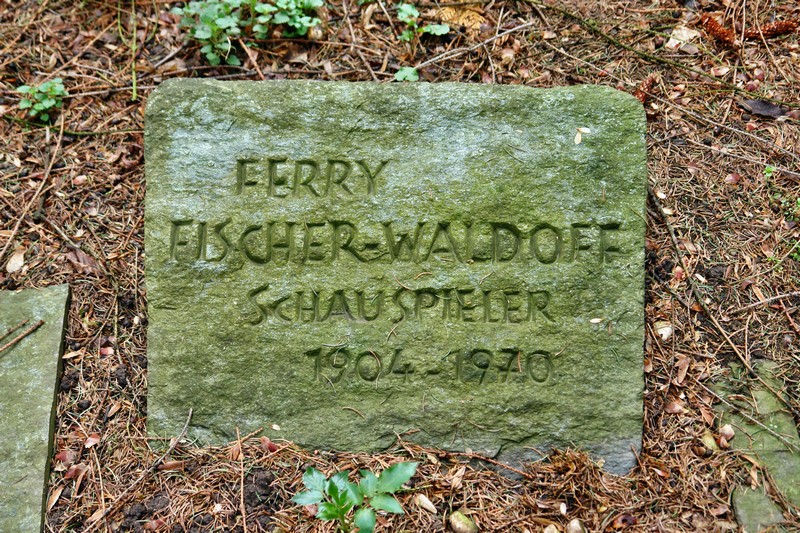 FERRY
FISCHER-WALDOFF
SCHAUSPIELER
1904-1970